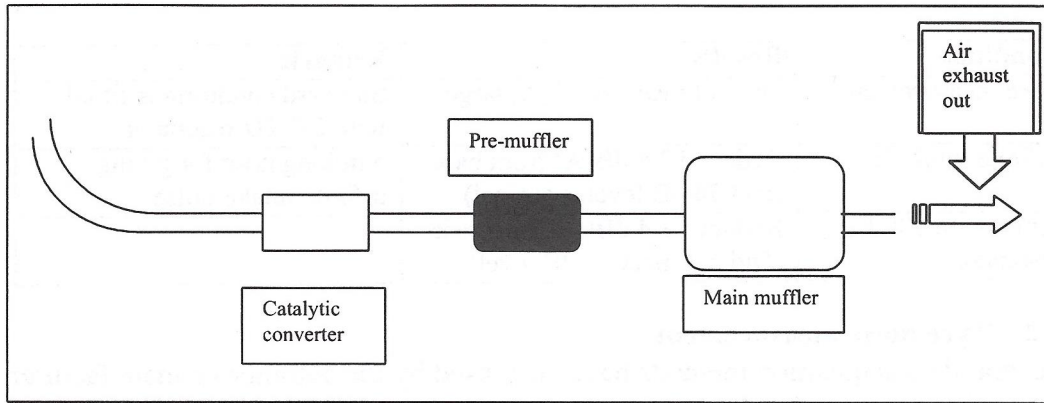 Air
exhaust
out
Pre-muffler
Main muffler
Catalytic
converter